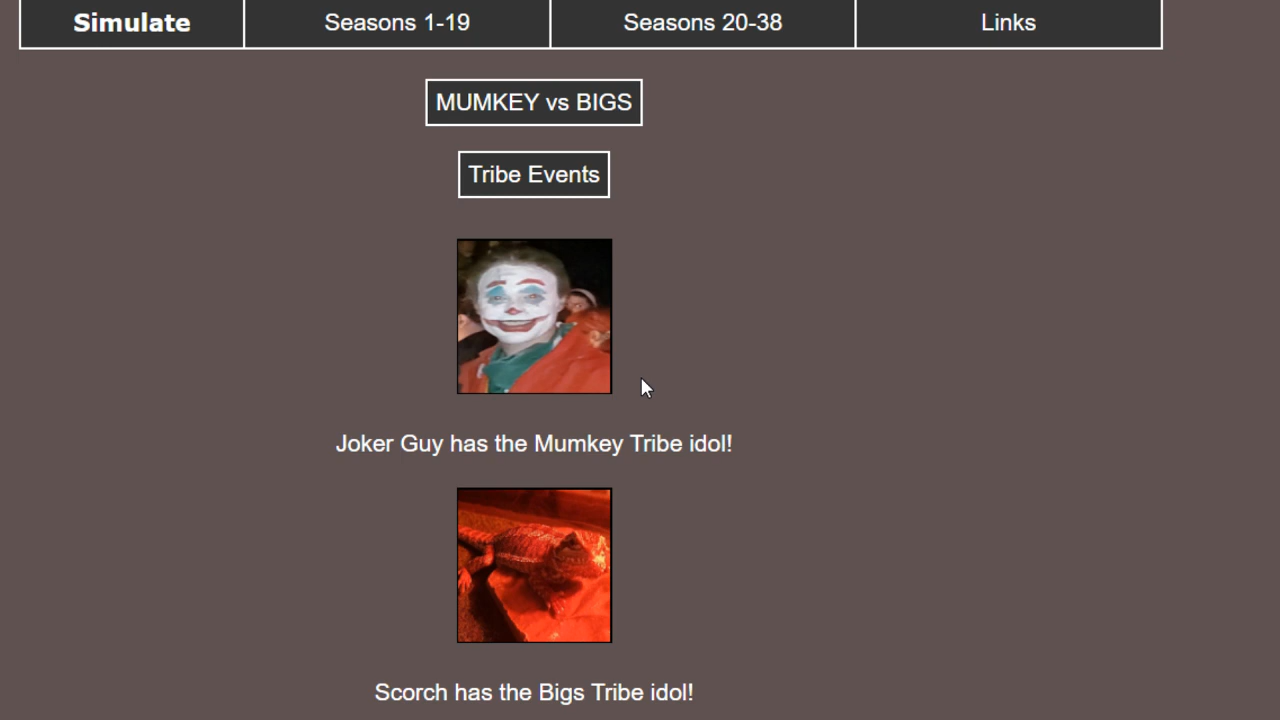 Simulate
Seasons 1-19
Seasons 20-38
Links
MUMKEY vs BIGS
Tribe Events
Joker Guy has the Mumkey Tribe idol!
Scorch has the Bigs Tribe idol!